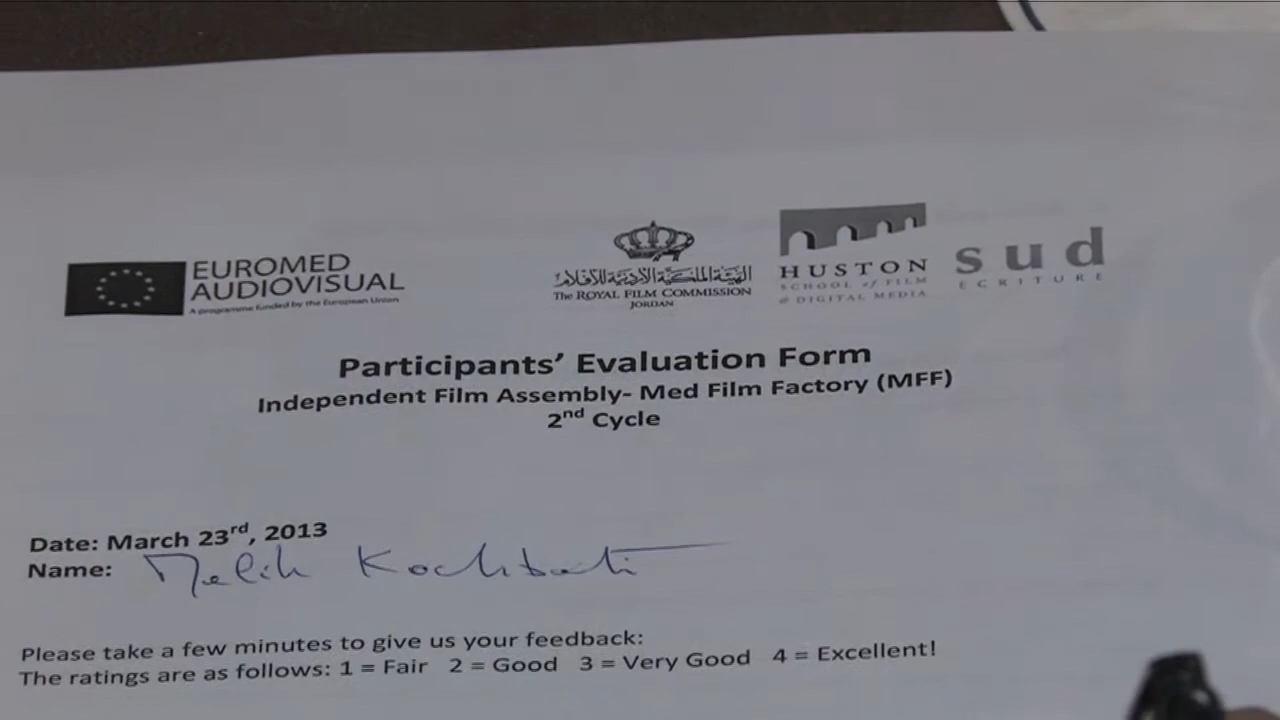 EUROMED
AUDIOVISUAL
A programme funded by the European Union
الهيئة الملكية الأردنية للأفلام
The ROYAL FILM COMMISSION
JORDAN
HUSTON
SCHOOL of FILM
& DIGITAL MEDIA
sud
ECRITURE
Participants' Evaluation Form
Independent Film Assembly- Med Film Factory (MFF)
2nd Cycle
Date: March 23rd, 2013
Name: Melik Kochbati
Please take a few minutes to give us your feedback:
The ratings are as follows: 1 = Fair 2 = Good 3 = Very Good 4 = Excellent!